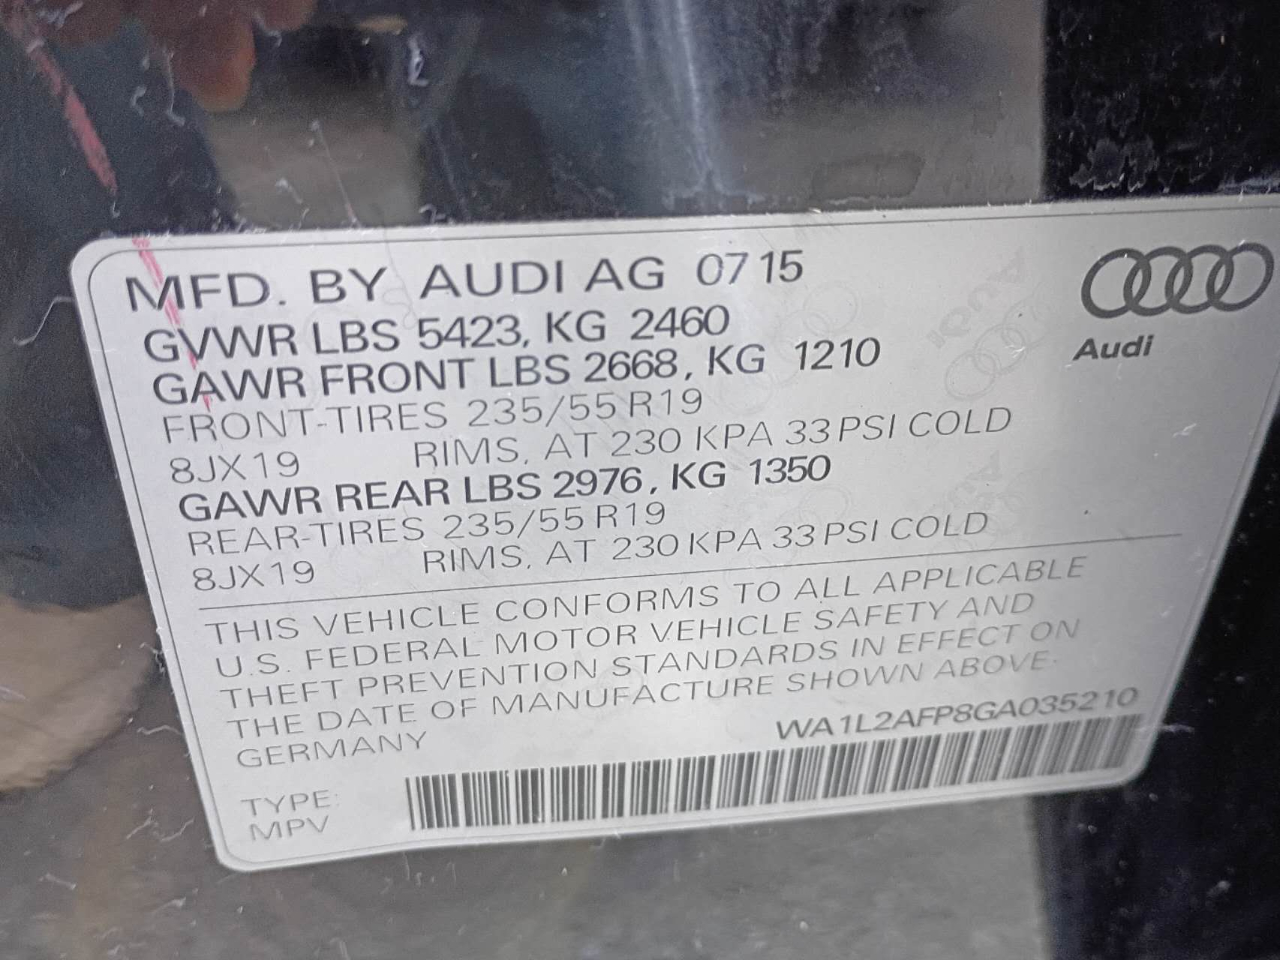 MFD. BY AUDI AG 07 15
GVWR LBS 5423, KG 2460
GAWR FRONT LBS 2668, KG 1210
FRONT-TIRES 235/55 R19
8JX19 RIMS, AT 230 KPA 33 PSI COLD
GAWR REAR LBS 2976, KG 1350
REAR-TIRES 235/55 R19
8JX19 RIMS, AT 230 KPA 33 PSI COLD
Audi
THIS VEHICLE CONFORMS TO ALL APPLICABLE
U.S. FEDERAL MOTOR VEHICLE SAFETY AND
THEFT PREVENTION STANDARDS IN EFFECT ON
THE DATE OF MANUFACTURE SHOWN ABOVE.
GERMANY
WA1L2AFP8GA035210
TYPE:
MPV